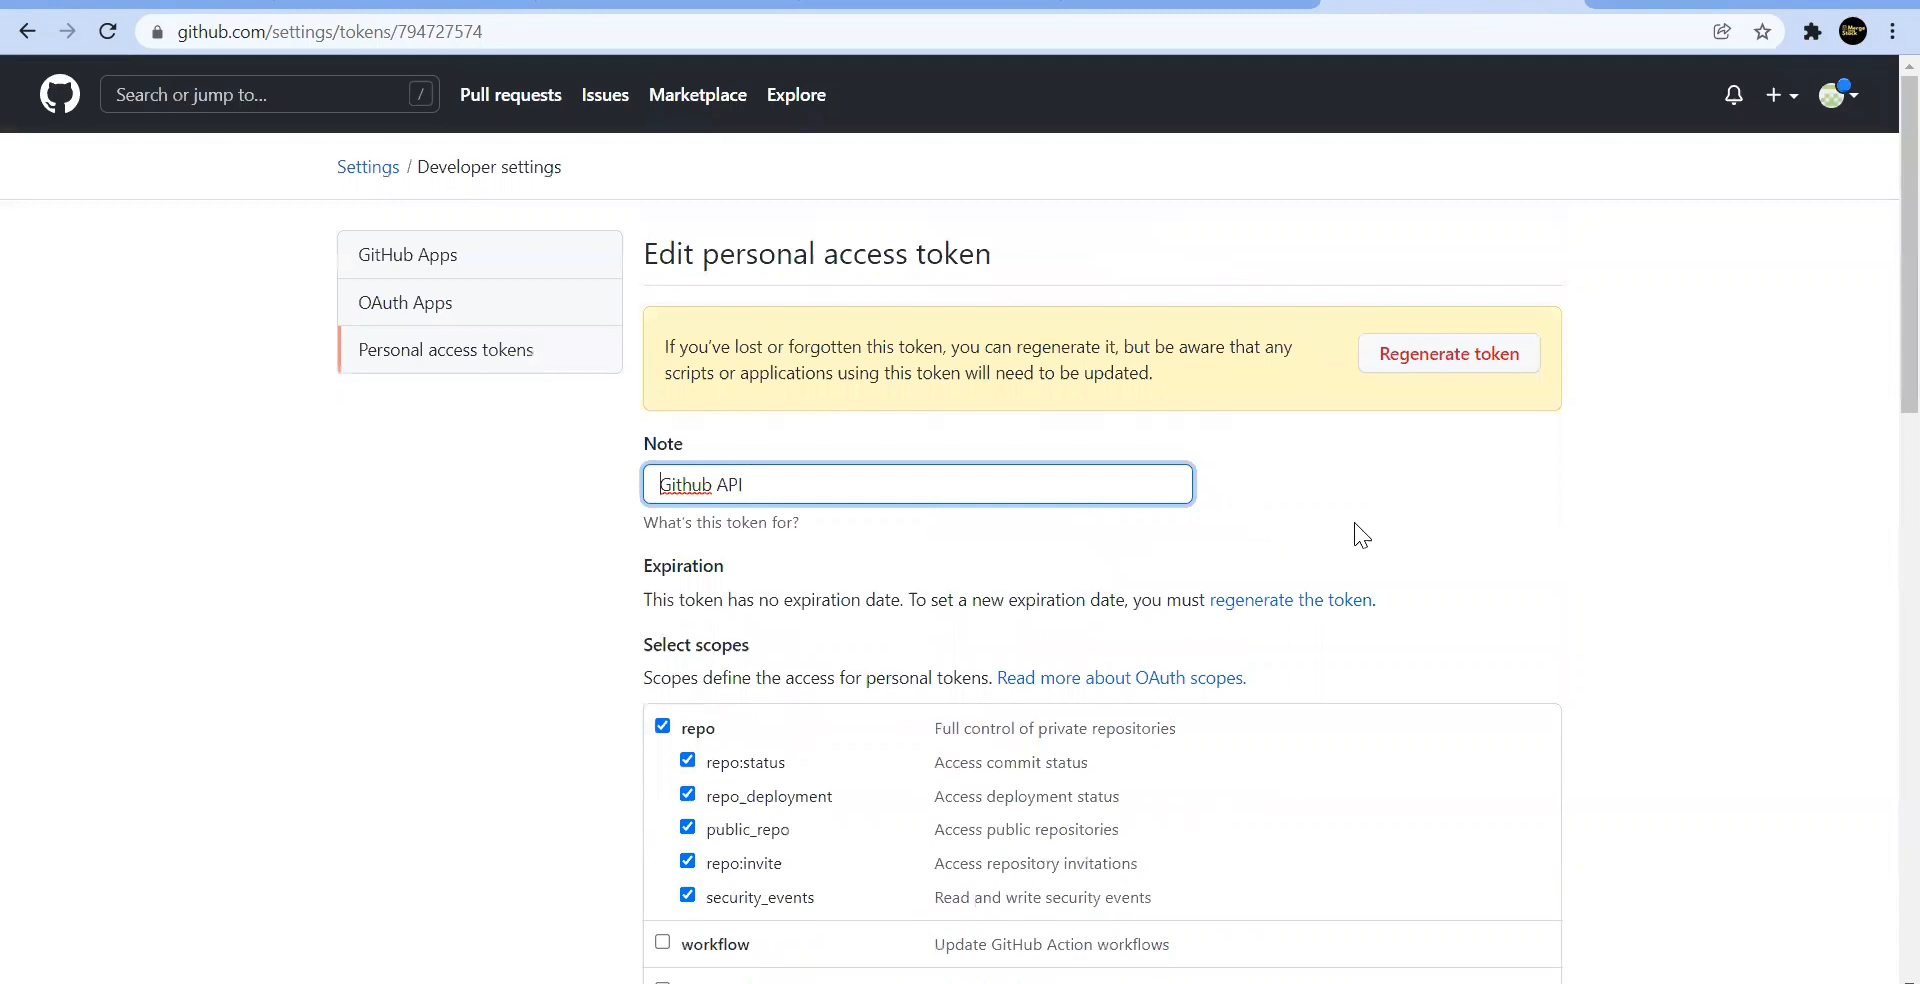 github.com/settings/tokens/794727574
Search or jump to... /
Pull requests Issues Marketplace Explore
Settings / Developer settings
GitHub Apps
OAuth Apps
Personal access tokens
Edit personal access token
If you've lost or forgotten this token, you can regenerate it, but be aware that any
scripts or applications using this token will need to be updated.
Regenerate token
Note
Github API
What's this token for?
Expiration
This token has no expiration date. To set a new expiration date, you must regenerate the token.
Select scopes
Scopes define the access for personal tokens. Read more about OAuth scopes.
repo Full control of private repositories
repo:status Access commit status
repo_deployment Access deployment status
public_repo Access public repositories
repo:invite Access repository invitations
security_events Read and write security events
workflow Update GitHub Action workflows